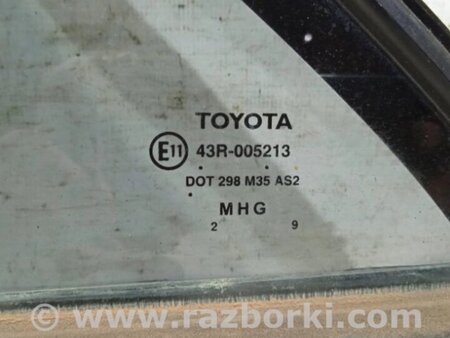 TOYOTA
E11 43R-005213
DOT 298 M35 AS2
MHG
2 9
www.razborki.com